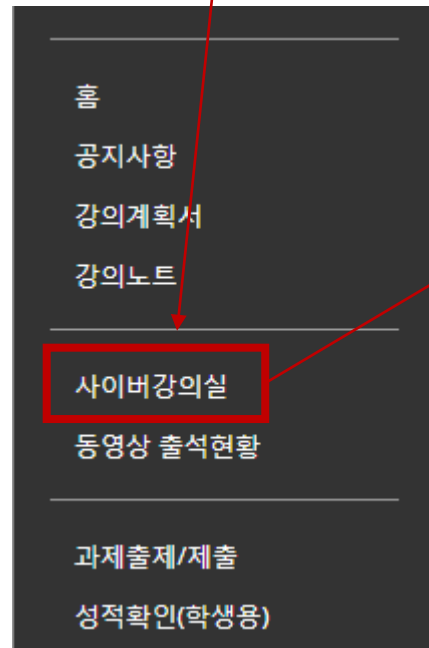 홈
공지사항
강의계획서
강의노트
사이버강의실
동영상 출석현황
과제출제/제출
성적확인(학생용)